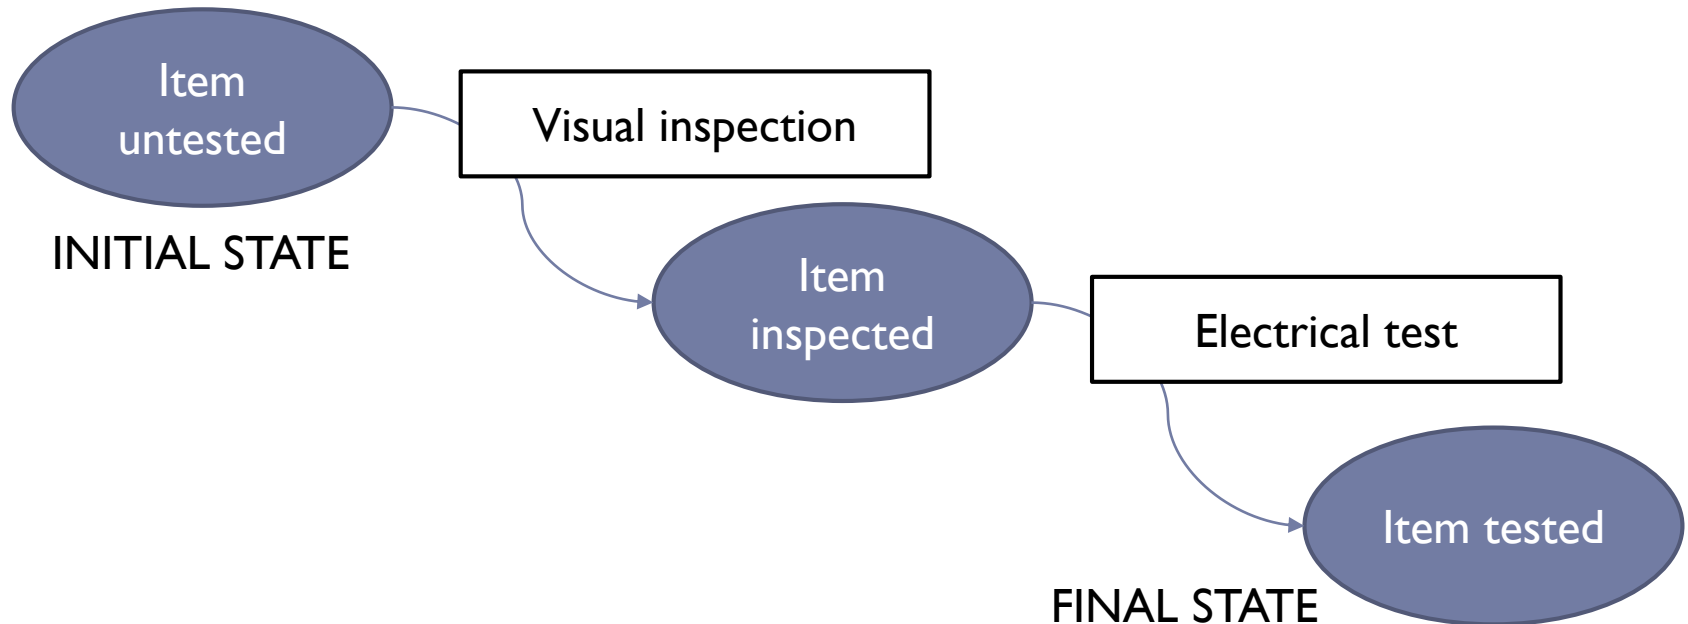 Item
untested
Visual inspection
INITIAL STATE
Item
inspected
Electrical test
Item tested
FINAL STATE